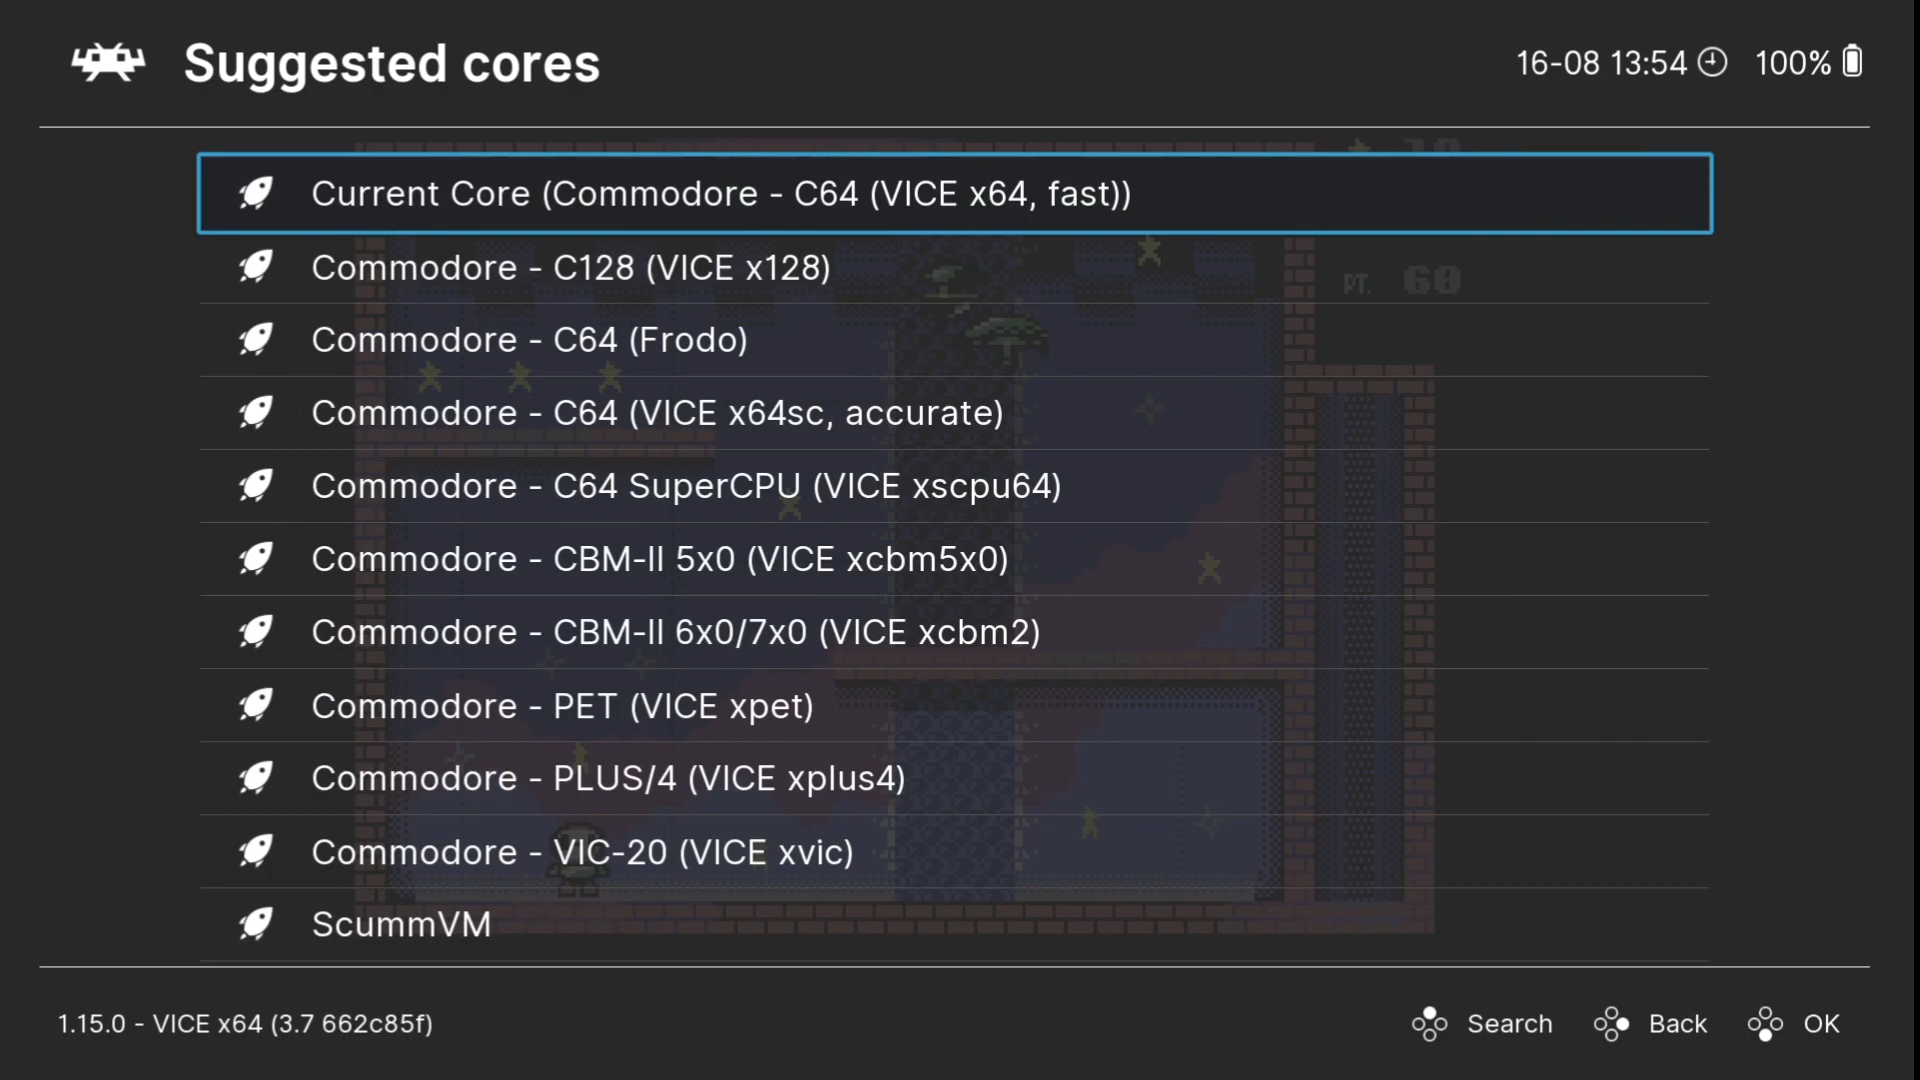 Suggested cores
16-08 13:54 100%
Current Core (Commodore - C64 (VICE x64, fast))
Commodore - C128 (VICE x128)
PT. 60
Commodore - C64 (Frodo)
Commodore - C64 (VICE x64sc, accurate)
Commodore - C64 SuperCPU (VICE xscpu64)
Commodore - CBM-II 5x0 (VICE xcbm5x0)
Commodore - CBM-II 6x0/7x0 (VICE xcbm2)
Commodore - PET (VICE xpet)
Commodore - PLUS/4 (VICE xplus4)
Commodore - VIC-20 (VICE xvic)
ScummVM
1.15.0 - VICE x64 (3.7 662c85f)
Search Back OK